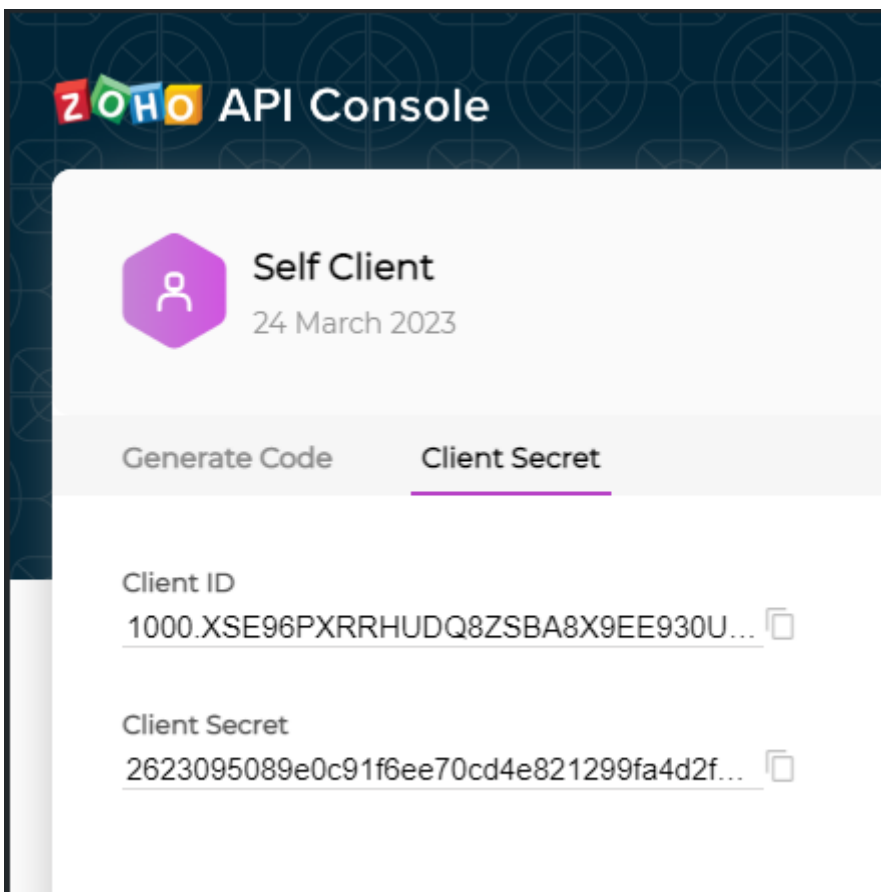 ZOHO API Console
Self Client
24 March 2023
Generate Code Client Secret
Client ID
1000.XSE96PXRRHUDQ8ZSBA8X9EE930U...
Client Secret
2623095089e0c91f6ee70cd4e821299fa4d2f...